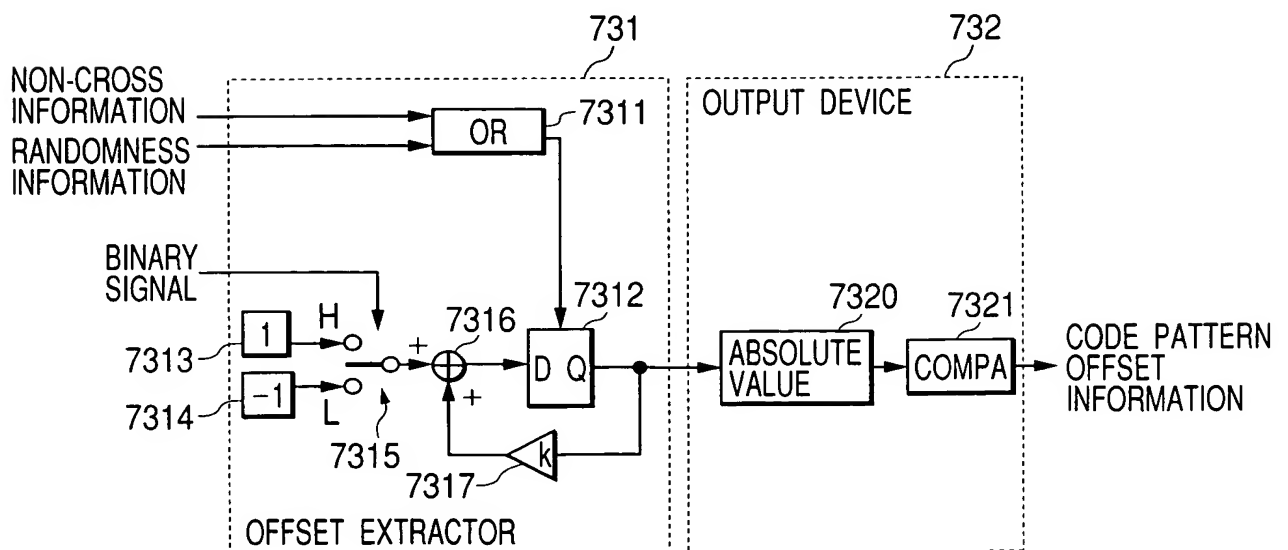 731
732
NON-CROSS
INFORMATION
RANDOMNESS
INFORMATION
OR
7311
OUTPUT DEVICE
BINARY
SIGNAL
7312
7320
7321
H
1
7313
-1
7314
L
7315
+
7316
+
D Q
k
7317
ABSOLUTE
VALUE
COMPA
CODE PATTERN
OFFSET
INFORMATION
OFFSET EXTRACTOR